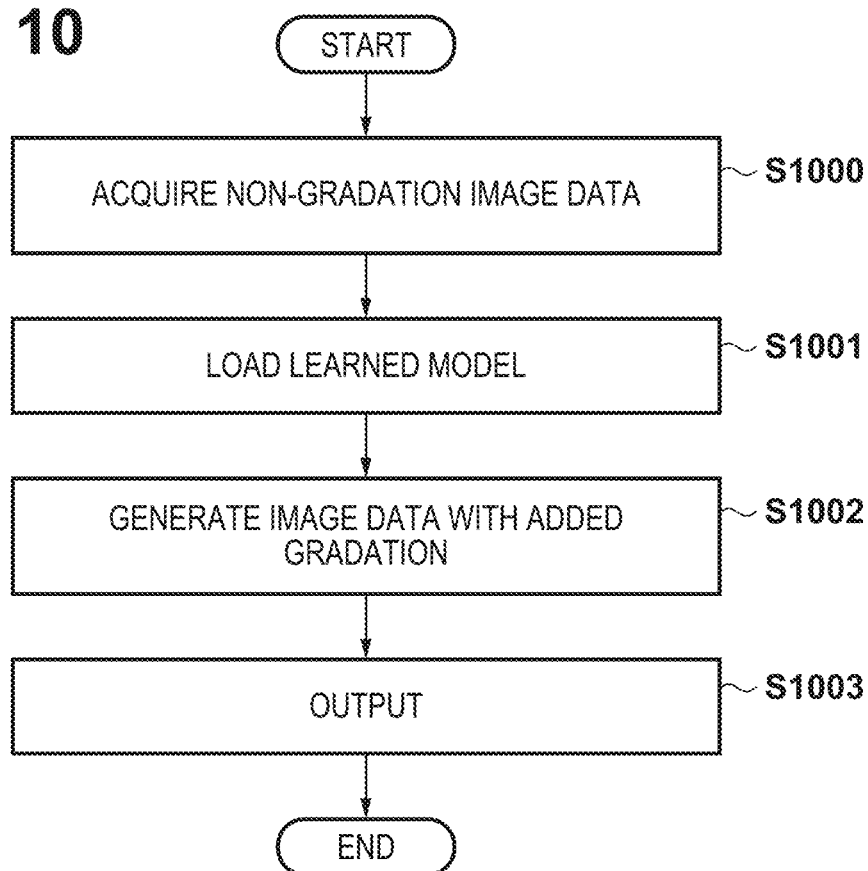 10
START
ACQUIRE NON-GRADATION IMAGE DATA
S1000
LOAD LEARNED MODEL
S1001
GENERATE IMAGE DATA WITH ADDED
GRADATION
S1002
OUTPUT
S1003
END